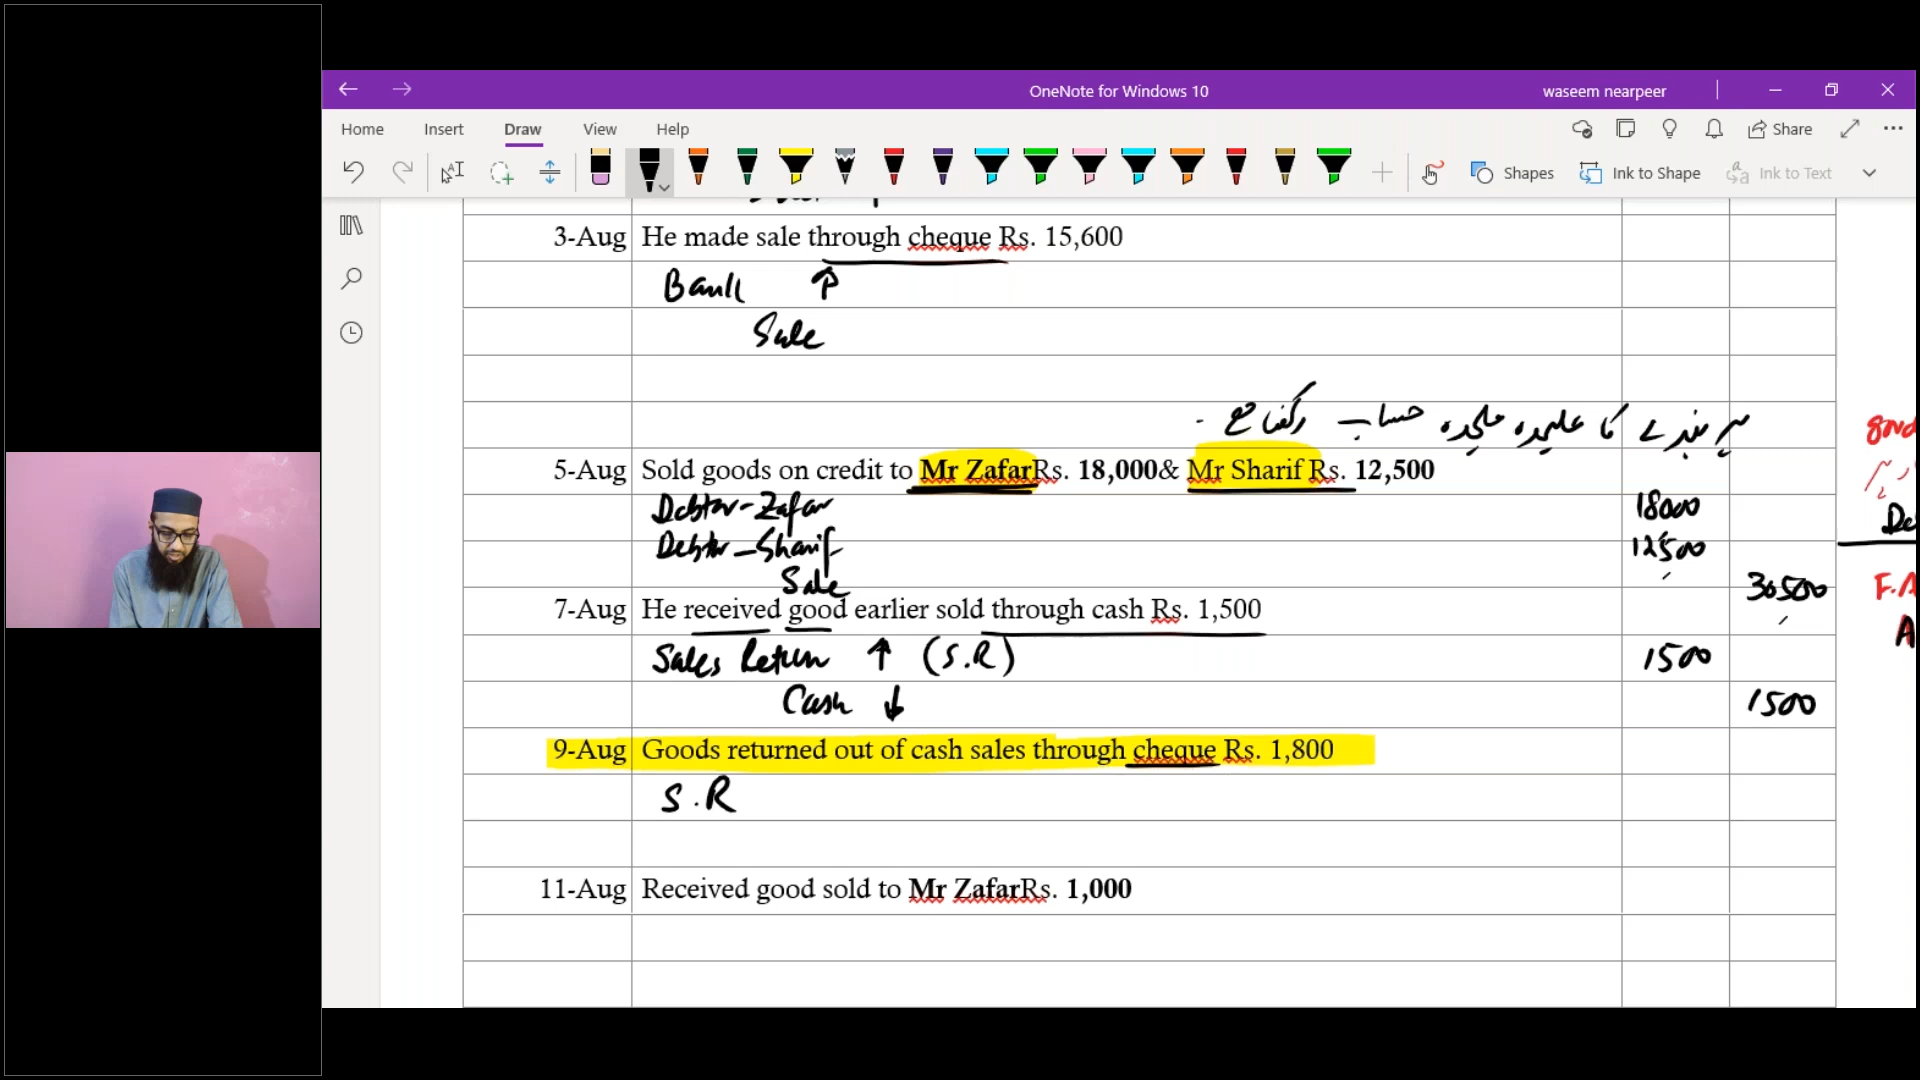 OneNote for Windows 10
waseem nearpeer
Home Insert Draw View Help
Share
Shapes Ink to Shape Ink to Text
3-Aug He made sale through cheque Rs. 15,600
Bank ↑
Sale
ہر بندے کا علیحدہ علیحدہ حساب رکھنا ہے -
5-Aug Sold goods on credit to Mr ZafarRs. 18,000& Mr Sharif Rs. 12,500
Debtor-Zafar 18000
Debtor-Sharif 12500
Sale 30500
7-Aug He received good earlier sold through cash Rs. 1,500
Sales Return ↑ (S.R) 1500
Cash ↓ 1500
9-Aug Goods returned out of cash sales through cheque Rs. 1,800
S.R
11-Aug Received good sold to Mr ZafarRs. 1,000